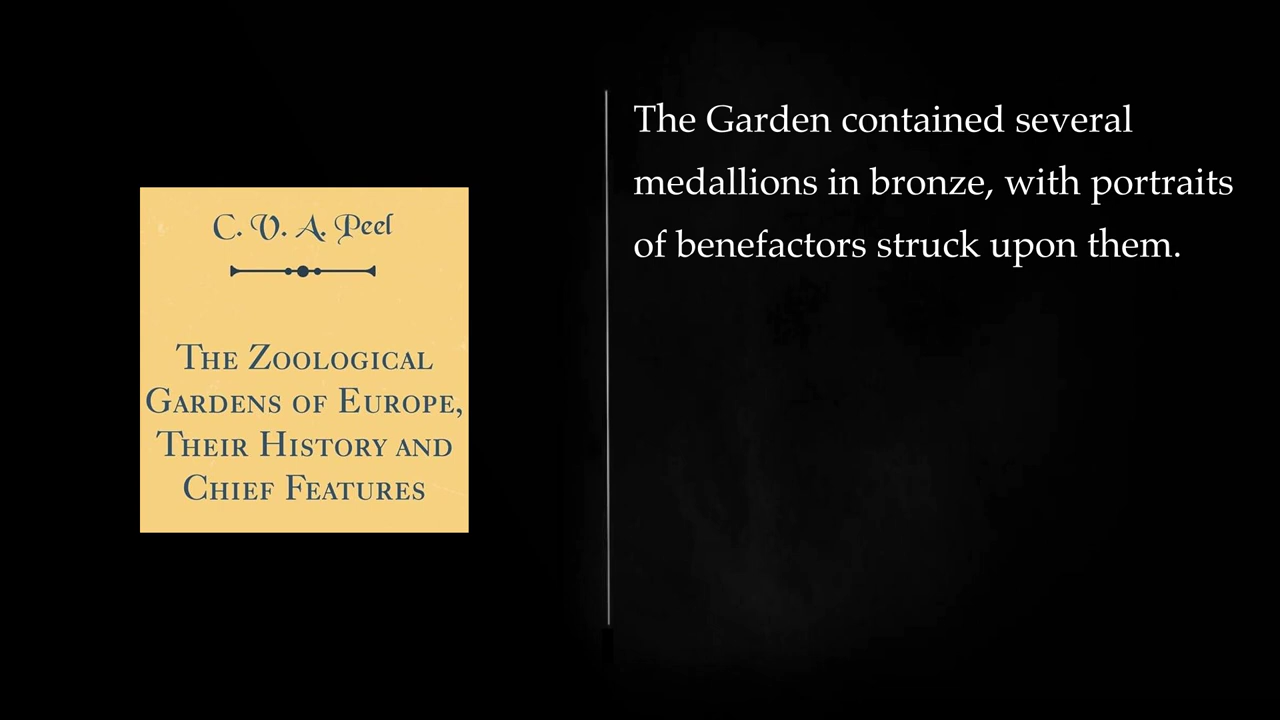 C. V. A. Peel
The Zoological
Gardens of Europe,
Their History and
Chief Features
The Garden contained several
medallions in bronze, with portraits
of benefactors struck upon them.